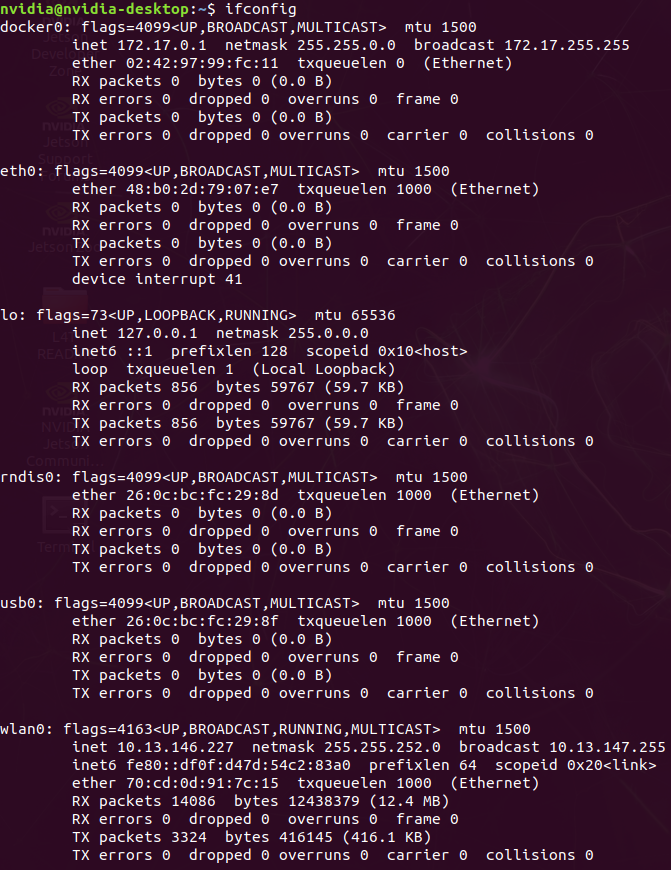 nvidia@nvidia-desktop:~$ ifconfig
docker0: flags=4099<UP,BROADCAST,MULTICAST>  mtu 1500
        inet 172.17.0.1  netmask 255.255.0.0  broadcast 172.17.255.255
        ether 02:42:97:99:fc:11  txqueuelen 0  (Ethernet)
        RX packets 0  bytes 0 (0.0 B)
        RX errors 0  dropped 0  overruns 0  frame 0
        TX packets 0  bytes 0 (0.0 B)
        TX errors 0  dropped 0 overruns 0  carrier 0  collisions 0

eth0: flags=4099<UP,BROADCAST,MULTICAST>  mtu 1500
        ether 48:b0:2d:79:07:e7  txqueuelen 1000  (Ethernet)
        RX packets 0  bytes 0 (0.0 B)
        RX errors 0  dropped 0  overruns 0  frame 0
        TX packets 0  bytes 0 (0.0 B)
        TX errors 0  dropped 0 overruns 0  carrier 0  collisions 0
        device interrupt 41

lo: flags=73<UP,LOOPBACK,RUNNING>  mtu 65536
        inet 127.0.0.1  netmask 255.0.0.0
        inet6 ::1  prefixlen 128  scopeid 0x10<host>
        loop  txqueuelen 1  (Local Loopback)
        RX packets 856  bytes 59767 (59.7 KB)
        RX errors 0  dropped 0  overruns 0  frame 0
        TX packets 856  bytes 59767 (59.7 KB)
        TX errors 0  dropped 0 overruns 0  carrier 0  collisions 0

rndis0: flags=4099<UP,BROADCAST,MULTICAST>  mtu 1500
        ether 26:0c:bc:fc:29:8d  txqueuelen 1000  (Ethernet)
        RX packets 0  bytes 0 (0.0 B)
        RX errors 0  dropped 0  overruns 0  frame 0
        TX packets 0  bytes 0 (0.0 B)
        TX errors 0  dropped 0 overruns 0  carrier 0  collisions 0

usb0: flags=4099<UP,BROADCAST,MULTICAST>  mtu 1500
        ether 26:0c:bc:fc:29:8f  txqueuelen 1000  (Ethernet)
        RX packets 0  bytes 0 (0.0 B)
        RX errors 0  dropped 0  overruns 0  frame 0
        TX packets 0  bytes 0 (0.0 B)
        TX errors 0  dropped 0 overruns 0  carrier 0  collisions 0

wlan0: flags=4163<UP,BROADCAST,RUNNING,MULTICAST>  mtu 1500
        inet 10.13.146.227  netmask 255.255.252.0  broadcast 10.13.147.255
        inet6 fe80::df0f:d47d:54c2:83a0  prefixlen 64  scopeid 0x20<link>
        ether 70:cd:0d:91:7c:15  txqueuelen 1000  (Ethernet)
        RX packets 14086  bytes 12438379 (12.4 MB)
        RX errors 0  dropped 0  overruns 0  frame 0
        TX packets 3324  bytes 416145 (416.1 KB)
        TX errors 0  dropped 0 overruns 0  carrier 0  collisions 0